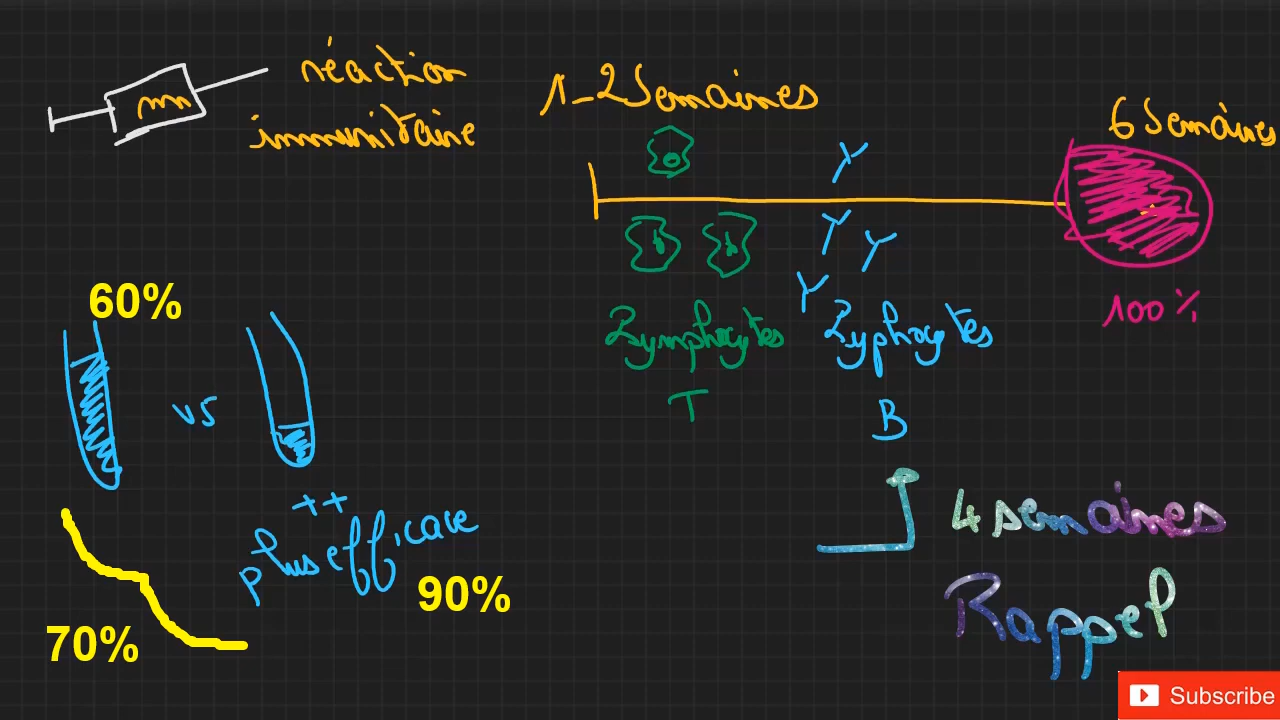 réaction
immunitaire
1-2 Semaines
6 Semaines
Lymphocytes
T
Lyphocytes
B
100%
60%
vs
++
plus efficace
90%
70%
4 semaines
Rappel
Subscribe